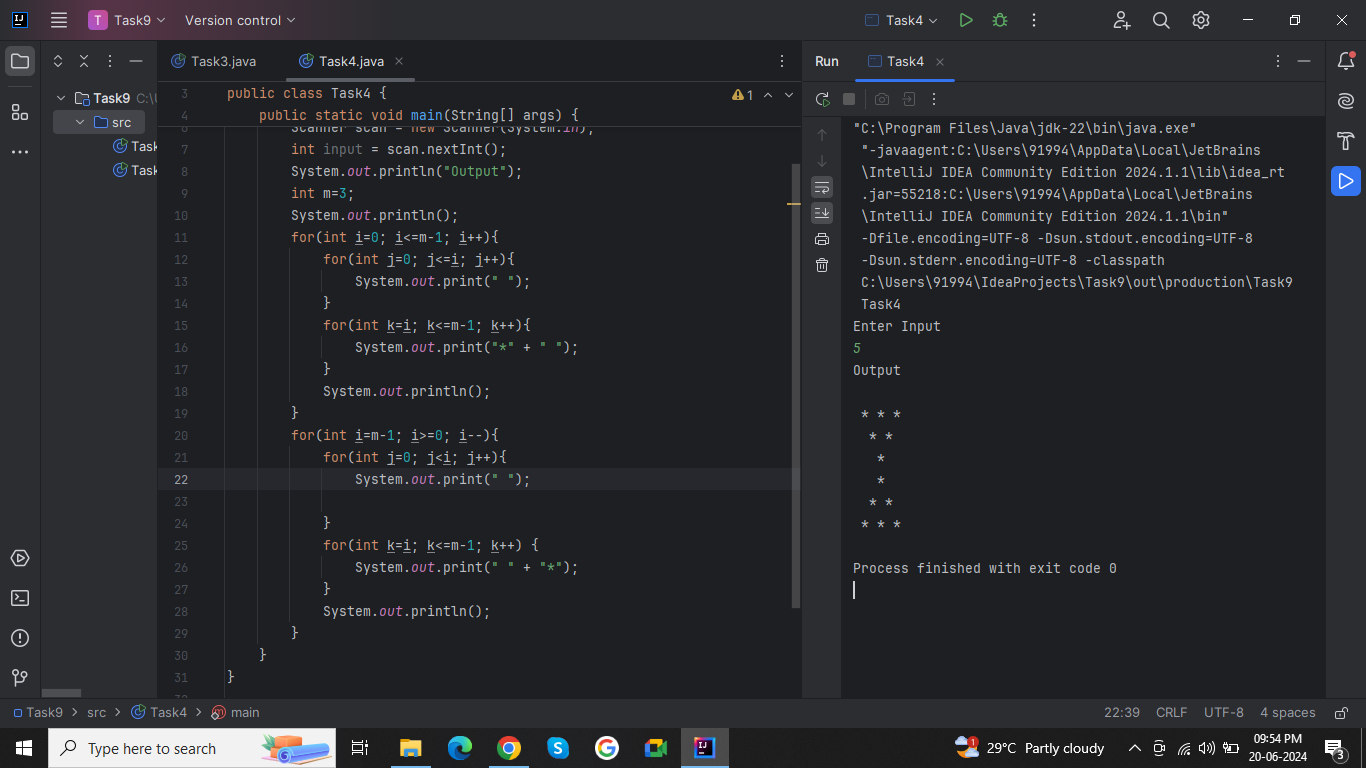 T Task9 Version control Task4
Task3.java Task4.java
Run Task4
Task9 C:\U
src
Task
Task
1
3 public class Task4 {
4 public static void main(String[] args) {
6 Scanner scan = new Scanner(System.in);
7 int input = scan.nextInt();
8 System.out.println("Output");
9 int m=3;
10 System.out.println();
11 for(int i=0; i<=m-1; i++){
12 for(int j=0; j<=i; j++){
13 System.out.print(" ");
14 }
15 for(int k=i; k<=m-1; k++){
16 System.out.print("*" + " ");
17 }
18 System.out.println();
19 }
20 for(int i=m-1; i>=0; i--){
21 for(int j=0; j<i; j++){
22 System.out.print(" ");
23
24 }
25 for(int k=i; k<=m-1; k++) {
26 System.out.print(" " + "*");
27 }
28 System.out.println();
29 }
30 }
31 }
"C:\Program Files\Java\jdk-22\bin\java.exe"
"-javaagent:C:\Users\91994\AppData\Local\JetBrains
\IntelliJ IDEA Community Edition 2024.1.1\lib\idea_rt
.jar=55218:C:\Users\91994\AppData\Local\JetBrains
\IntelliJ IDEA Community Edition 2024.1.1\bin"
-Dfile.encoding=UTF-8 -Dsun.stdout.encoding=UTF-8
-Dsun.stderr.encoding=UTF-8 -classpath
C:\Users\91994\IdeaProjects\Task9\out\production\Task9
Task4
Enter Input
5
Output
* * *
* *
*
*
* *
* * *
Process finished with exit code 0
Task9 > src > Task4 > main
22:39 CRLF UTF-8 4 spaces
Type here to search
29°C Partly cloudy
09:54 PM
20-06-2024
3